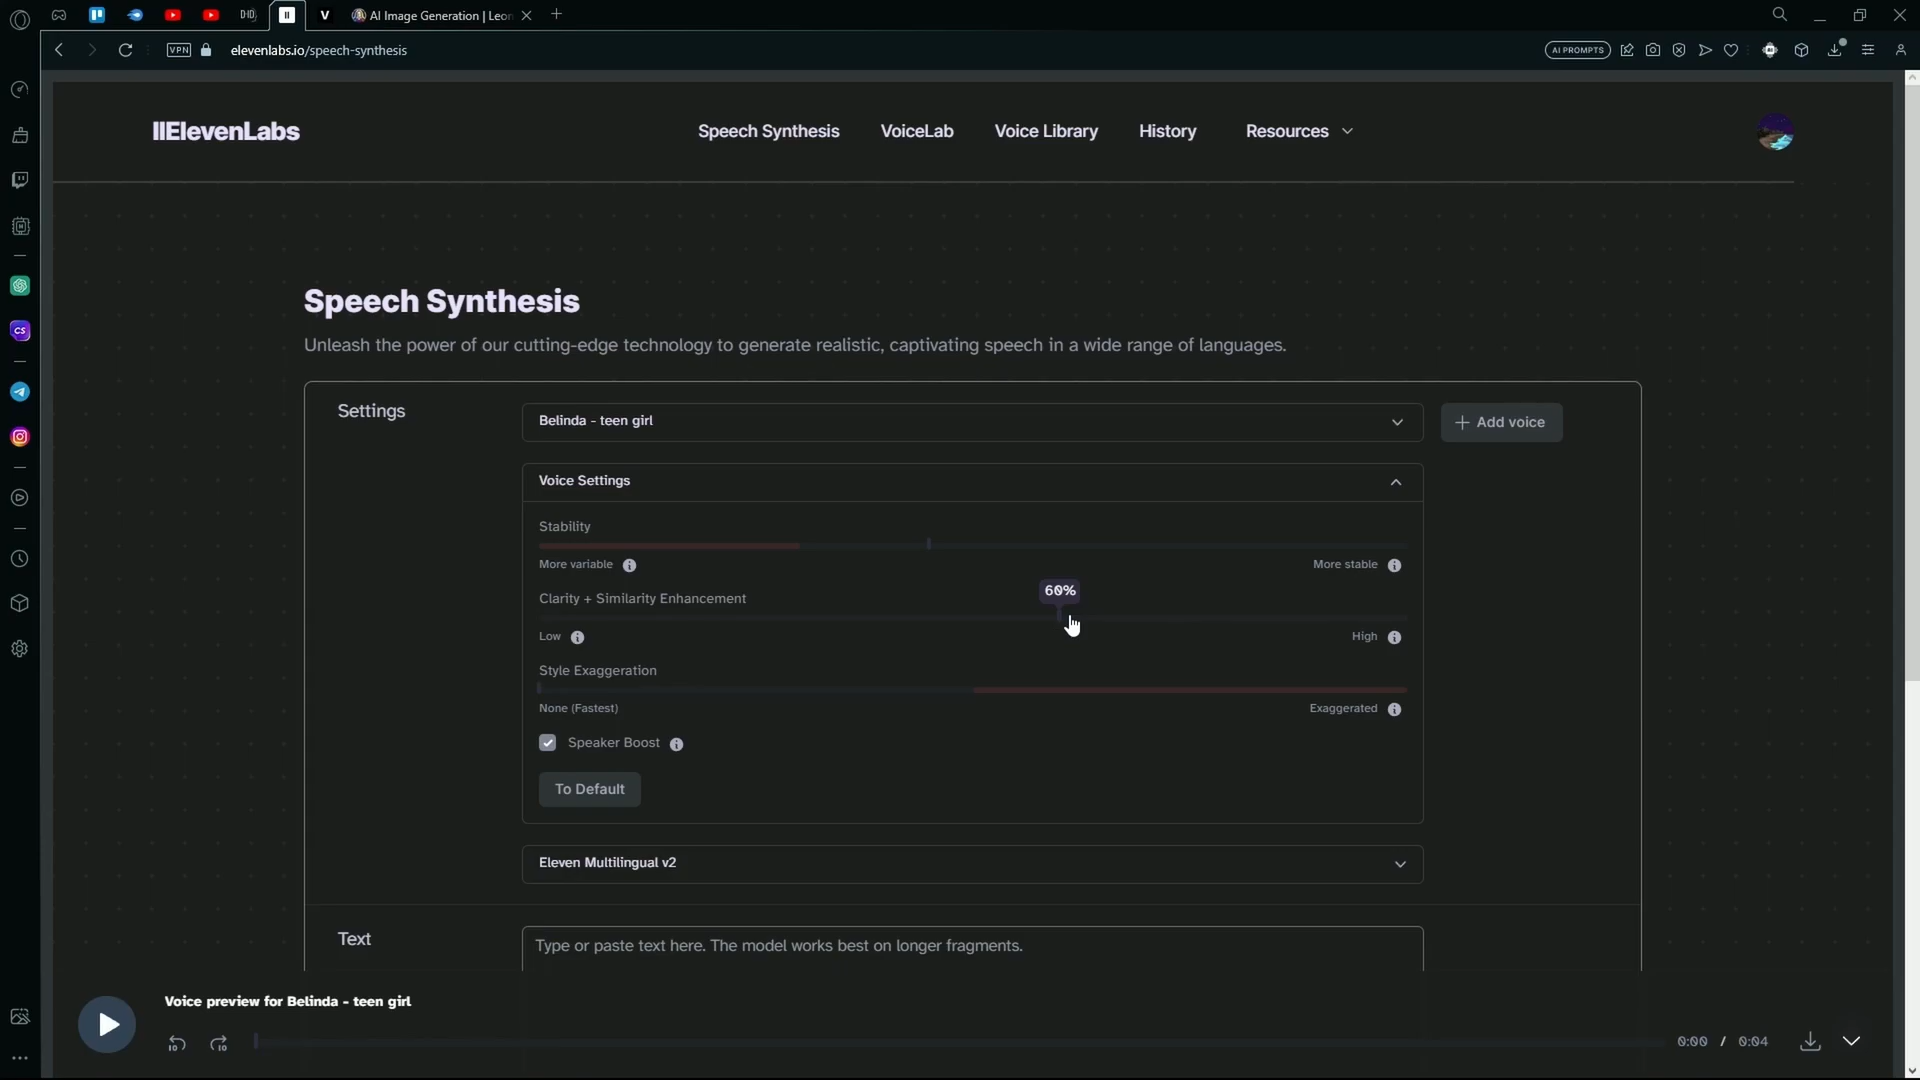 AI Image Generation | Leon
VPN
elevenlabs.io/speech-synthesis
AI PROMPTS
IIElevenLabs
Speech Synthesis
VoiceLab
Voice Library
History
Resources
Speech Synthesis
Unleash the power of our cutting-edge technology to generate realistic, captivating speech in a wide range of languages.
Settings
Belinda - teen girl
+ Add voice
Voice Settings
Stability
More variable
More stable
60%
Clarity + Similarity Enhancement
Low
High
Style Exaggeration
None (Fastest)
Exaggerated
Speaker Boost
To Default
Eleven Multilingual v2
Text
Type or paste text here. The model works best on longer fragments.
Voice preview for Belinda - teen girl
10
10
0:00 / 0:04
CS